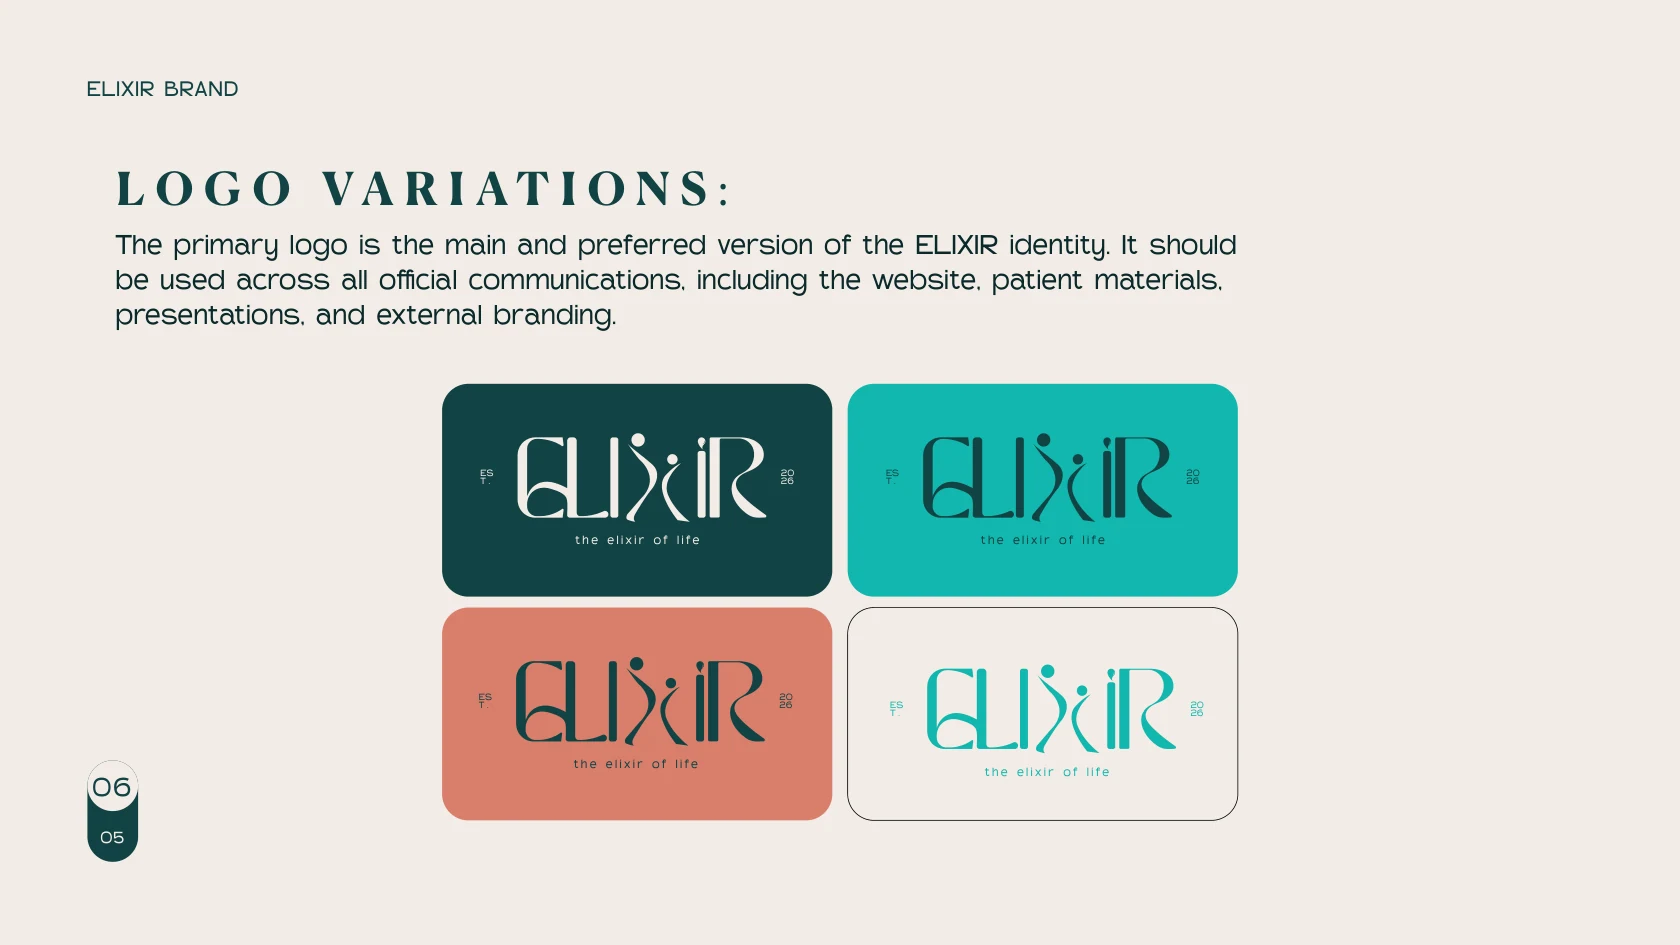 ELIXIR BRAND
LOGO VARIATIONS:
The primary logo is the main and preferred version of the ELIXIR identity. It should
be used across all official communications, including the website, patient materials,
presentations, and external branding.
ES
T.
ELIXIR
20
26
the elixir of life
ES
T.
ELIXIR
20
26
the elixir of life
ES
T.
ELIXIR
20
26
the elixir of life
ES
T.
ELIXIR
20
26
the elixir of life
06
05